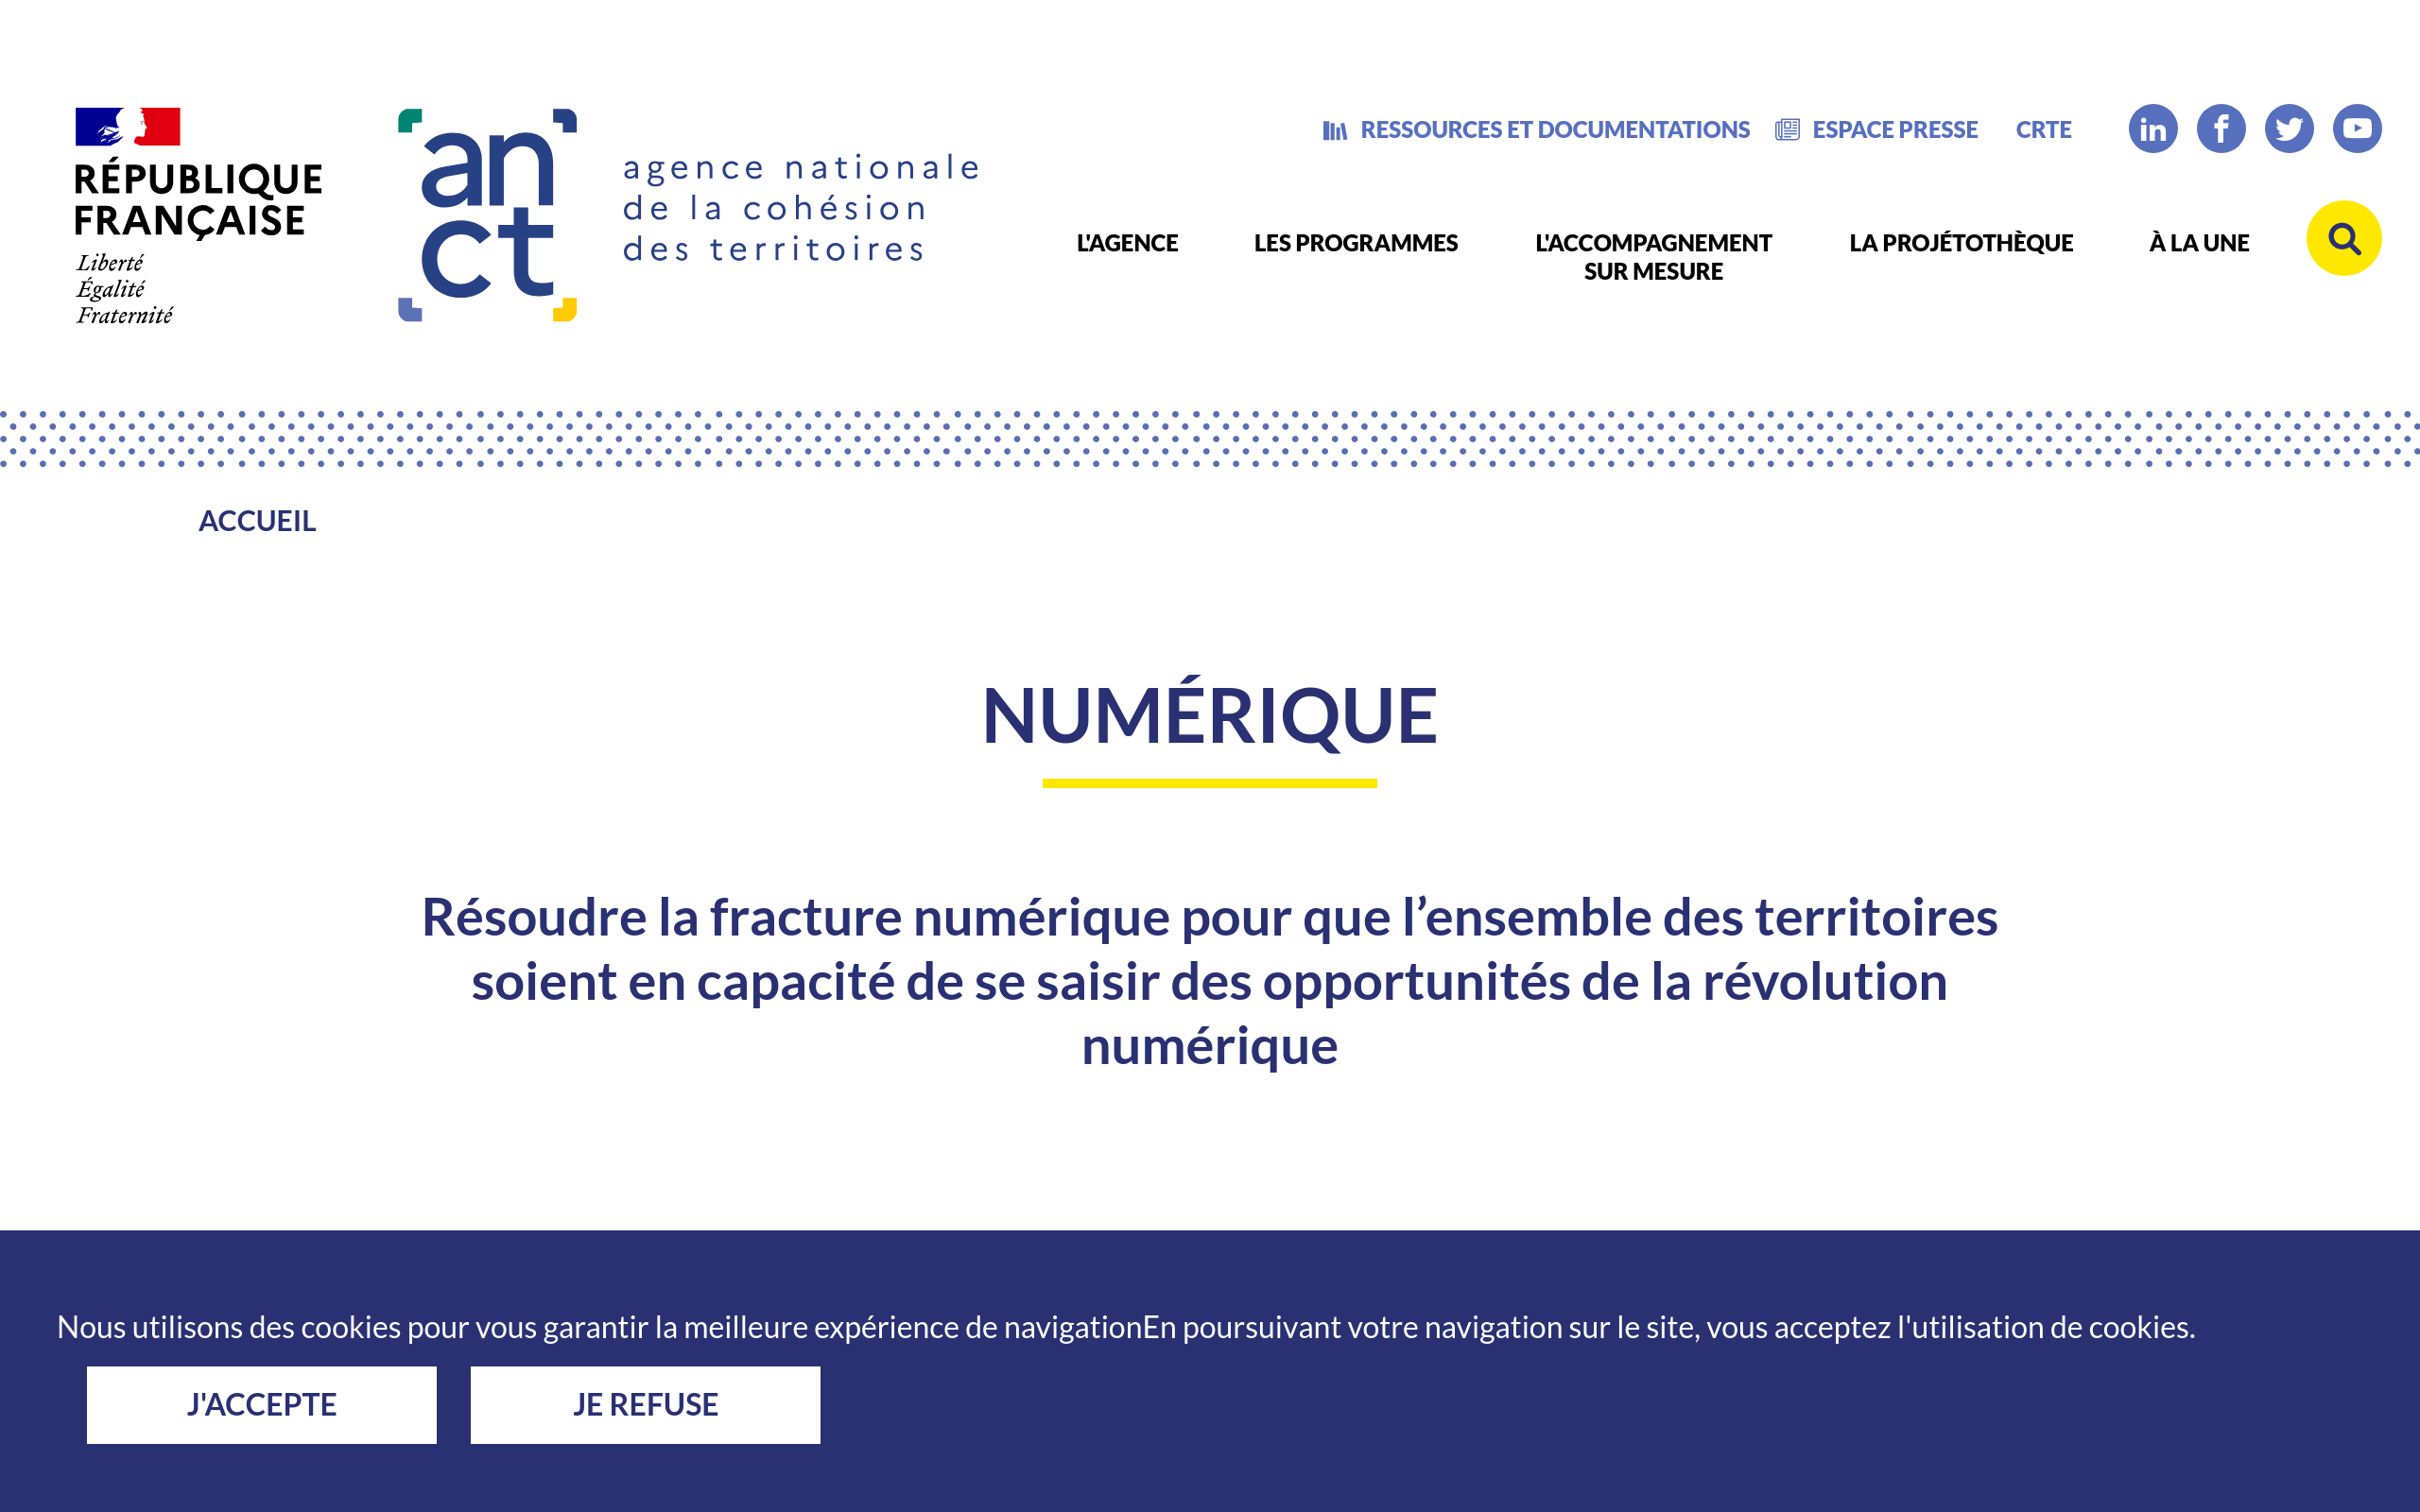 RÉPUBLIQUE
FRANÇAISE
Liberté
Égalité
Fraternité
anct
agence nationale
de la cohésion
des territoires
RESSOURCES ET DOCUMENTATIONS
ESPACE PRESSE
CRTE
L'AGENCE
LES PROGRAMMES
L'ACCOMPAGNEMENT
SUR MESURE
LA PROJÉTOTHÈQUE
À LA UNE
ACCUEIL
NUMÉRIQUE
Résoudre la fracture numérique pour que l’ensemble des territoires
soient en capacité de se saisir des opportunités de la révolution
numérique
Nous utilisons des cookies pour vous garantir la meilleure expérience de navigationEn poursuivant votre navigation sur le site, vous acceptez l'utilisation de cookies.
J'ACCEPTE
JE REFUSE